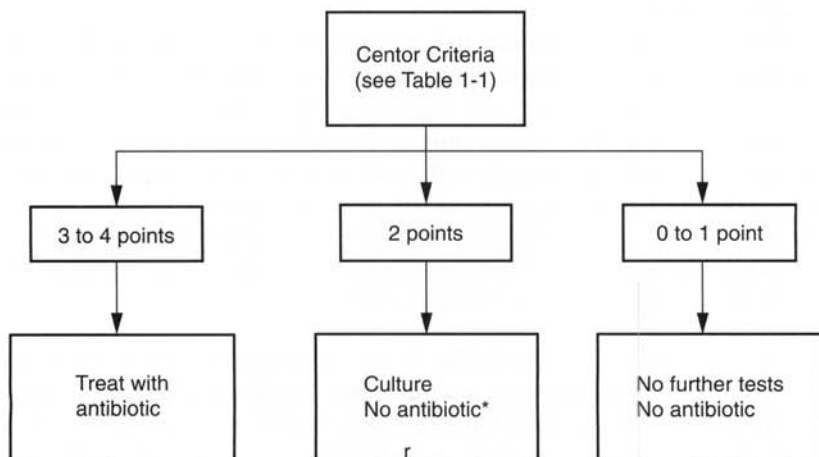 Centor Criteria
(see Table 1-1)
3 to 4 points
2 points
0 to 1 point
Treat with
antibiotic
Culture
No antibiotic*
No further tests
No antibiotic